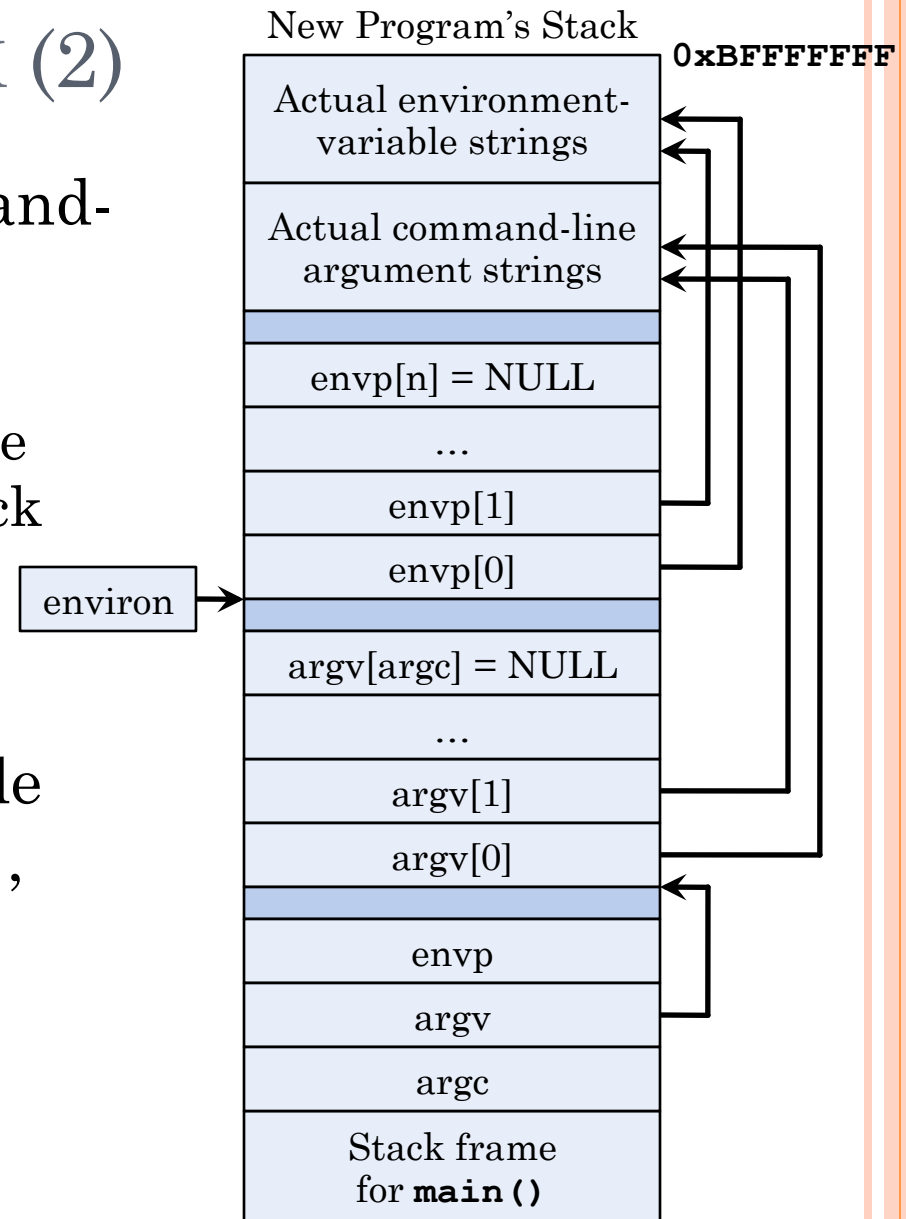 K (2)
and-
e
ck
le
,
New Program's Stack
0xBFFFFFFF
Actual environment-
variable strings
Actual command-line
argument strings
envp[n] = NULL
...
envp[1]
envp[0]
environ
argv[argc] = NULL
...
argv[1]
argv[0]
envp
argv
argc
Stack frame
for main()